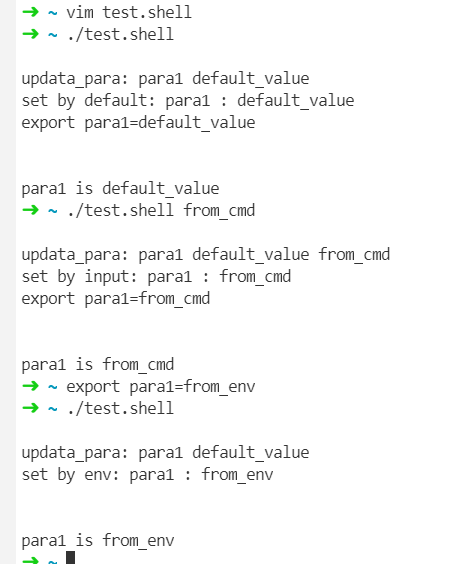 ➜ ~ vim test.shell
➜ ~ ./test.shell
updata_para: para1 default_value
set by default: para1 : default_value
export para1=default_value
para1 is default_value
➜ ~ ./test.shell from_cmd
updata_para: para1 default_value from_cmd
set by input: para1 : from_cmd
export para1=from_cmd
para1 is from_cmd
➜ ~ export para1=from_env
➜ ~ ./test.shell
updata_para: para1 default_value
set by env: para1 : from_env
para1 is from_env
➜ ~